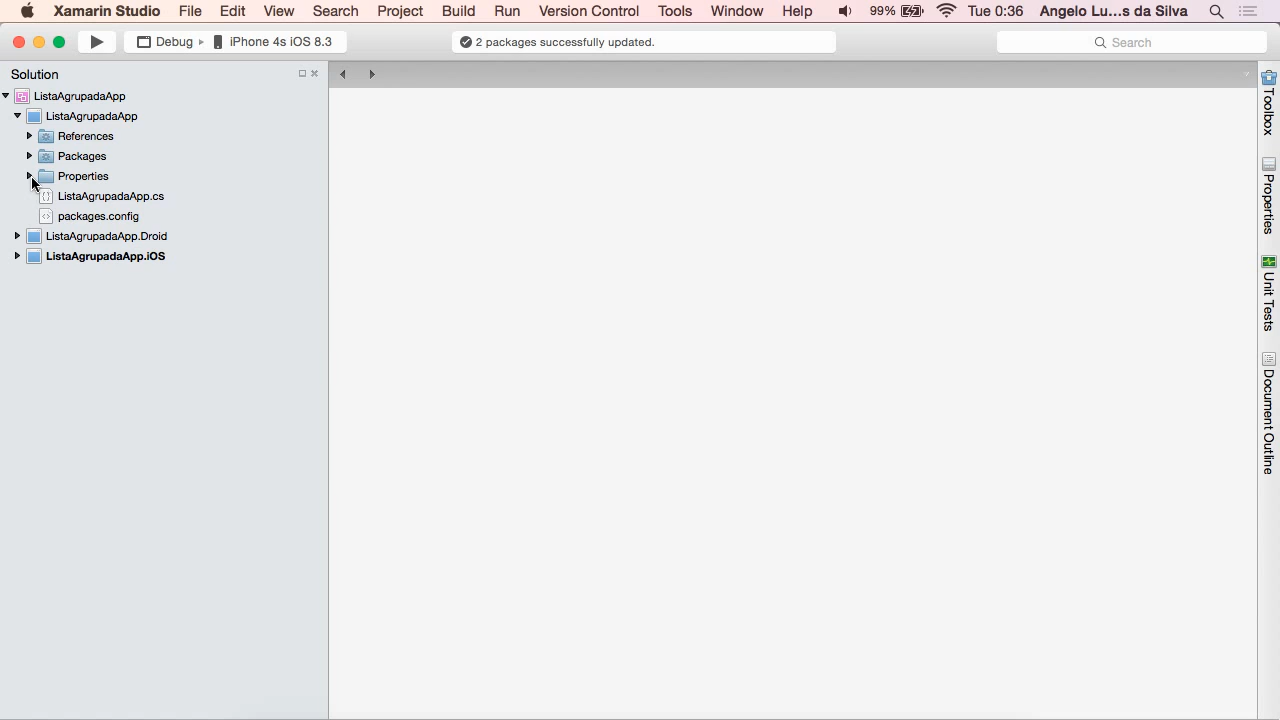 Xamarin Studio File Edit View Search Project Build Run Version Control Tools Window Help 99% Tue 0:36 Angelo Lu...s da Silva
Debug iPhone 4s iOS 8.3 2 packages successfully updated. Search
Solution
ListaAgrupadaApp
ListaAgrupadaApp
References
Packages
Properties
ListaAgrupadaApp.cs
packages.config
ListaAgrupadaApp.Droid
ListaAgrupadaApp.iOS
Toolbox
Properties
Unit Tests
Document Outline